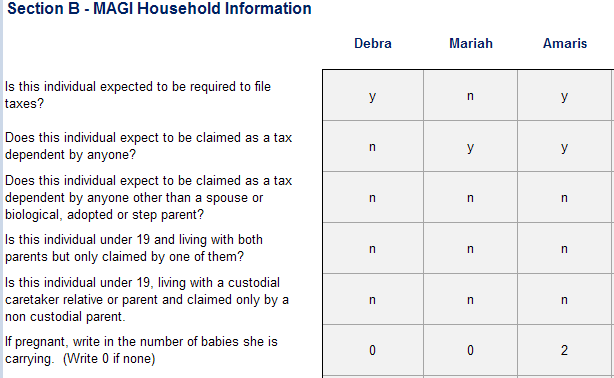 Section B - MAGI Household Information
Debra Mariah Amaris
Is this individual expected to be required to file
taxes?
y n y
Does this individual expect to be claimed as a tax
dependent by anyone?
n y y
Does this individual expect to be claimed as a tax
dependent by anyone other than a spouse or
biological, adopted or step parent?
n n n
Is this individual under 19 and living with both
parents but only claimed by one of them?
n n n
Is this individual under 19, living with a custodial
caretaker relative or parent and claimed only by a
non custodial parent.
n n n
If pregnant, write in the number of babies she is
carrying. (Write 0 if none)
0 0 2